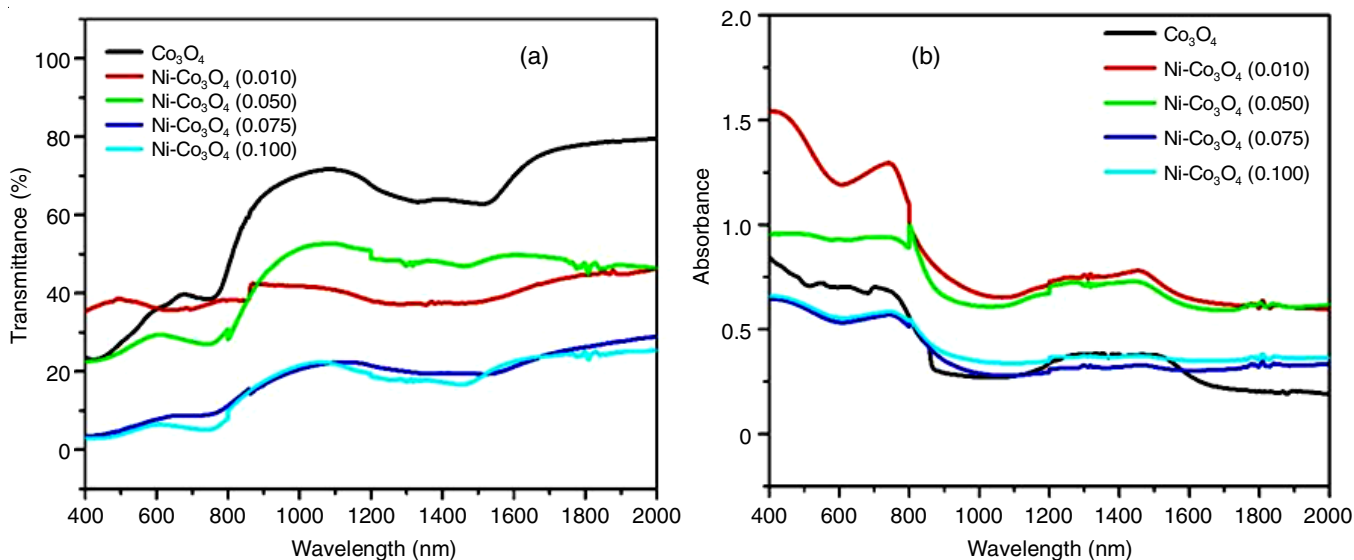 100
80
60
40
20
0
Transmittance (%)
Co₃O₄
Ni-Co₃O₄ (0.010)
Ni-Co₃O₄ (0.050)
Ni-Co₃O₄ (0.075)
Ni-Co₃O₄ (0.100)
(a)
400 600 800 1000 1200 1400 1600 1800 2000
Wavelength (nm)
2.0
1.5
1.0
0.5
0
Absorbance
(b)
Co₃O₄
Ni-Co₃O₄ (0.010)
Ni-Co₃O₄ (0.050)
Ni-Co₃O₄ (0.075)
Ni-Co₃O₄ (0.100)
400 600 800 1000 1200 1400 1600 1800 2000
Wavelength (nm)